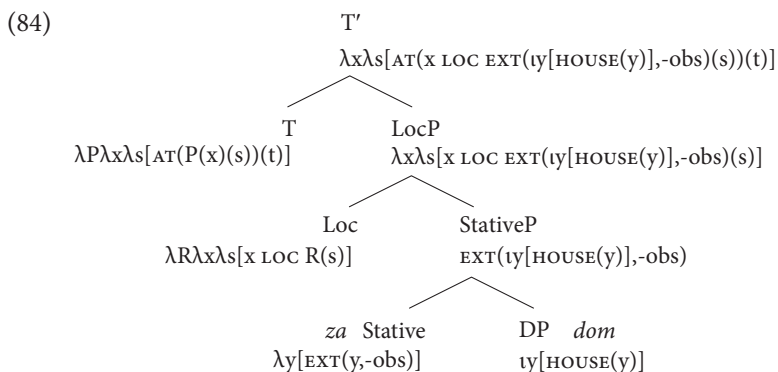 (84) T′
λxλs[AT(x LOC EXT(ιy[HOUSE(y)],-obs)(s))(t)]
T LocP
λPλxλs[AT(P(x)(s))(t)] λxλs[x LOC EXT(ιy[HOUSE(y)],-obs)(s)]
Loc StativeP
λRλxλs[x LOC R(s)] EXT(ιy[HOUSE(y)],-obs)
za Stative DP dom
λy[EXT(y,-obs)] ιy[HOUSE(y)]